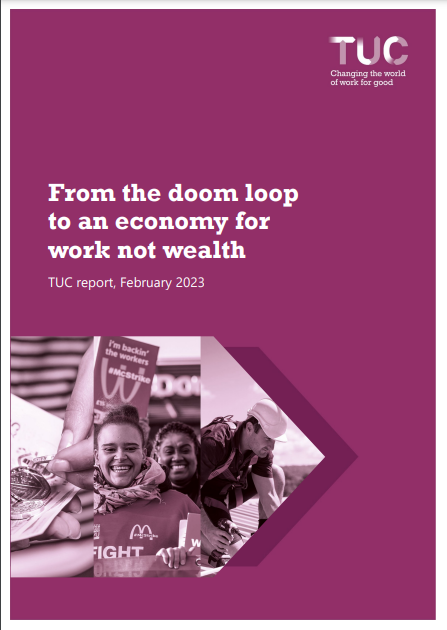 TUC
Changing the world
of work for good
From the doom loop
to an economy for
work not wealth
TUC report, February 2023
i'm backin'
the workers
#McStrike
#McStrike
FIGHT